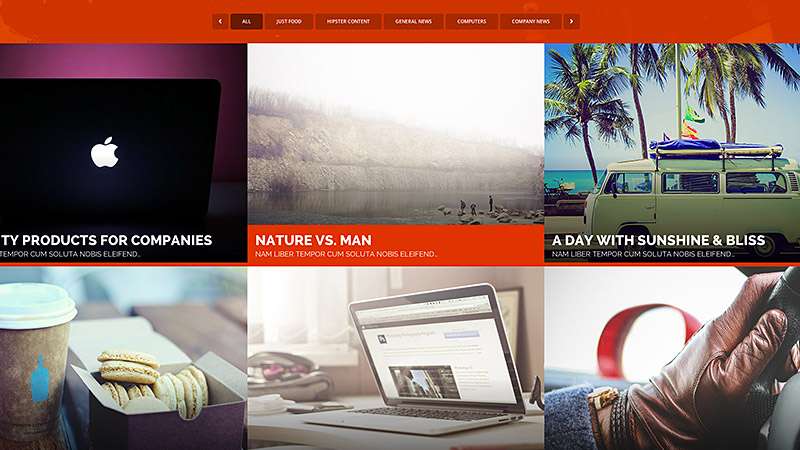 ALL
JUST FOOD
HIPSTER CONTENT
GENERAL NEWS
COMPUTERS
COMPANY NEWS
TY PRODUCTS FOR COMPANIES
TEMPOR CUM SOLUTA NOBIS ELEIFEND...
NATURE VS. MAN
NAM LIBER TEMPOR CUM SOLUTA NOBIS ELEIFEND...
A DAY WITH SUNSHINE & BLISS
NAM LIBER TEMPOR CUM SOLUTA NOBIS ELEIFEND...